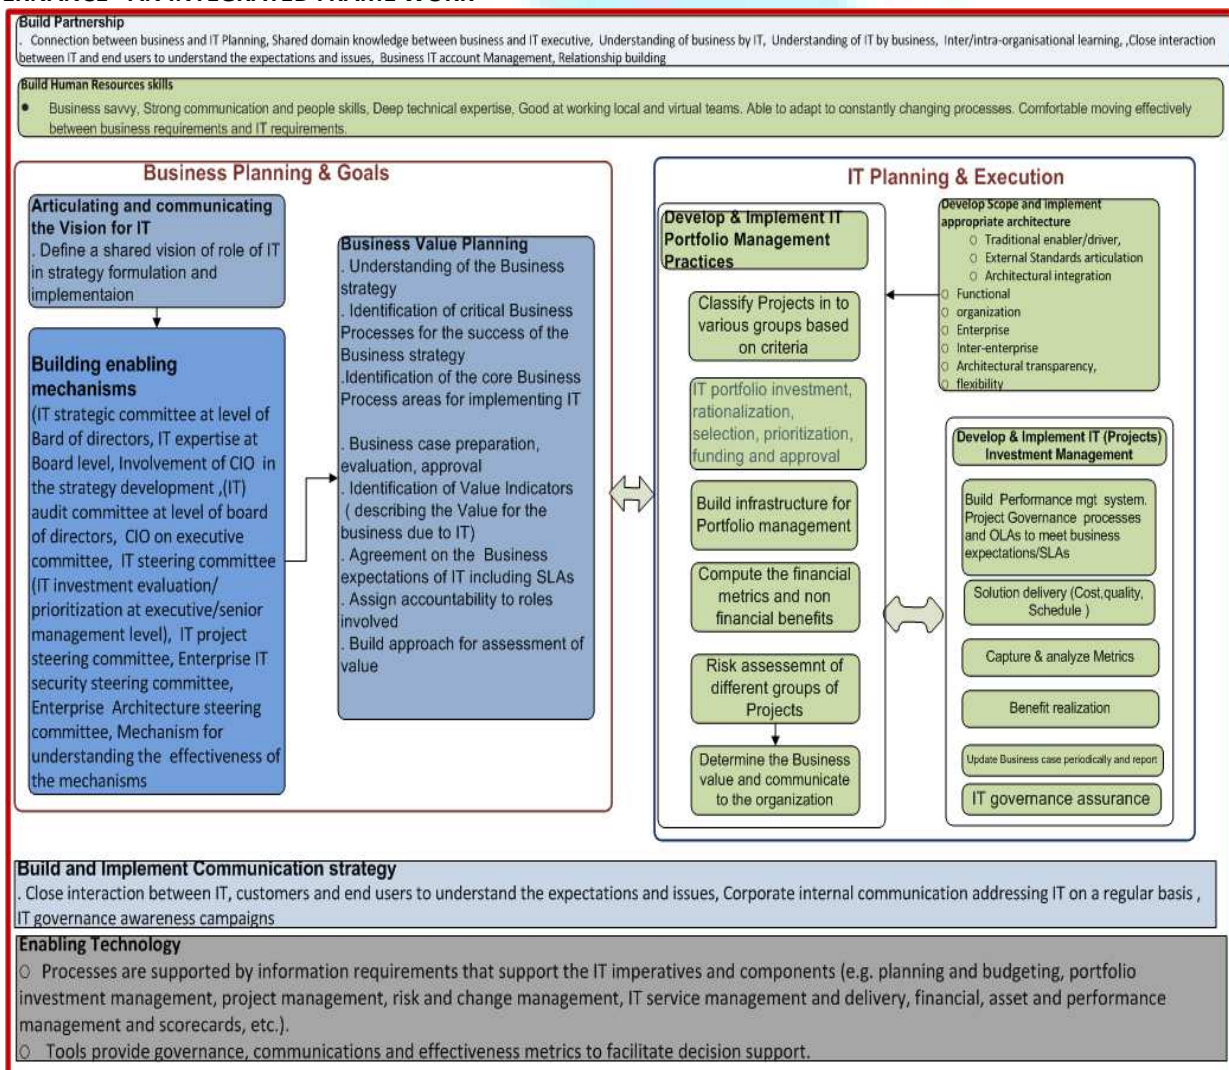 ERNANCE - AN INTEGRATED FRAME WORK
Build Partnership
. Connection between business and IT Planning, Shared domain knowledge between business and IT executive, Understanding of business by IT, Understanding of IT by business, Inter/intra-organisational learning, ,Close interaction
between IT and end users to understand the expectations and issues, Business IT account Management, Relationship building
Build Human Resources skills
• Business savvy, Strong communication and people skills, Deep technical expertise, Good at working local and virtual teams. Able to adapt to constantly changing processes. Comfortable moving effectively
between business requirements and IT requirements.
Business Planning & Goals
Articulating and communicating
the Vision for IT
. Define a shared vision of role of IT
in strategy formulation and
implementaion
Building enabling
mechanisms
(IT strategic committee at level of
Bard of directors, IT expertise at
Board level, Involvement of CIO in
the strategy development ,(IT)
audit committee at level of board
of directors, CIO on executive
committee, IT steering committee
(IT investment evaluation/
prioritization at executive/senior
management level), IT project
steering committee, Enterprise IT
security steering committee,
Enterprise Architecture steering
committee, Mechanism for
understanding the effectiveness of
the mechanisms
Business Value Planning
. Understanding of the Business
strategy
. Identification of critical Business
Processes for the success of the
Business strategy
.Identification of the core Business
Process areas for implementing IT
. Business case preparation,
evaluation, approval
. Identification of Value Indicators
( describing the Value for the
business due to IT)
. Agreement on the Business
expectations of IT including SLAs
. Assign accountability to roles
involved
. Build approach for assessment of
value
IT Planning & Execution
Develop & Implement IT
Portfolio Management
Practices
Classify Projects in to
various groups based
on criteria
IT portfolio investment,
rationalization,
selection, prioritization,
funding and approval
Build infrastructure for
Portfolio management
Compute the financial
metrics and non
financial benefits
Risk assessemnt of
different groups of
Projects
Determine the Business
value and communicate
to the organization
Develop Scope and implement
appropriate architecture
○ Traditional enabler/driver,
○ External Standards articulation
○ Architectural integration
○ Functional
○ organization
○ Enterprise
○ Inter-enterprise
○ Architectural transparency,
○ flexibility
Develop & Implement IT (Projects)
Investment Management
Build Performance mgt system.
Project Governance processes
and OLAs to meet business
expectations/SLAs
Solution delivery (Cost,quality,
Schedule )
Capture & analyze Metrics
Benefit realization
Update Business case periodically and report
IT governance assurance
Build and Implement Communication strategy
. Close interaction between IT, customers and end users to understand the expectations and issues, Corporate internal communication addressing IT on a regular basis ,
IT governance awareness campaigns
Enabling Technology
○ Processes are supported by information requirements that support the IT imperatives and components (e.g. planning and budgeting, portfolio
investment management, project management, risk and change management, IT service management and delivery, financial, asset and performance
management and scorecards, etc.).
○ Tools provide governance, communications and effectiveness metrics to facilitate decision support.